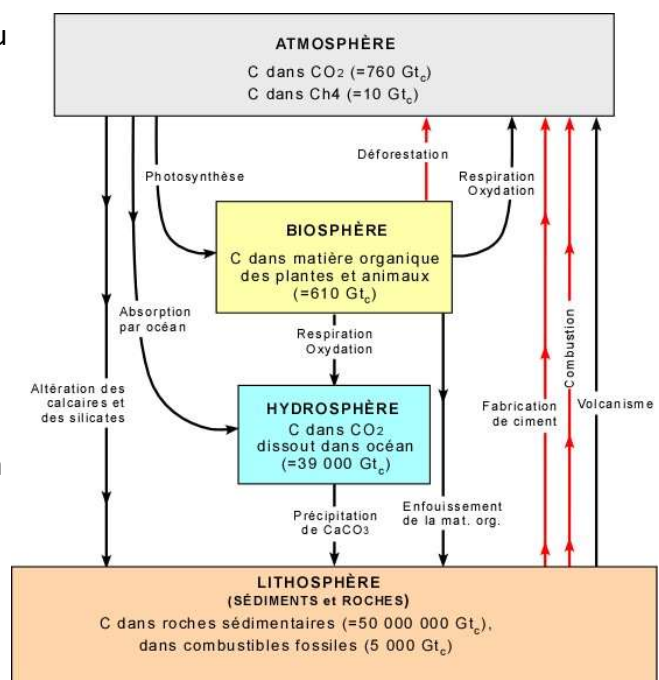 u
ATMOSPHÈRE
C dans CO2 (=760 Gtc)
C dans Ch4 (=10 Gtc)
Déforestation
Photosynthèse
Respiration
Oxydation
BIOSPHÈRE
C dans matière organique
des plantes et animaux
(=610 Gtc)
Absorption
par océan
Respiration
Oxydation
Combustion
Altération des
calcaires et
des silicates
HYDROSPHÈRE
C dans CO2
dissout dans océan
(=39 000 Gtc)
Fabrication
de ciment
Volcanisme
Précipitation
de CaCO3
Enfouissement
de la mat. org.
LITHOSPHÈRE
(SÉDIMENTS et ROCHES)
C dans roches sédimentaires (=50 000 000 Gtc),
dans combustibles fossiles (5 000 Gtc)